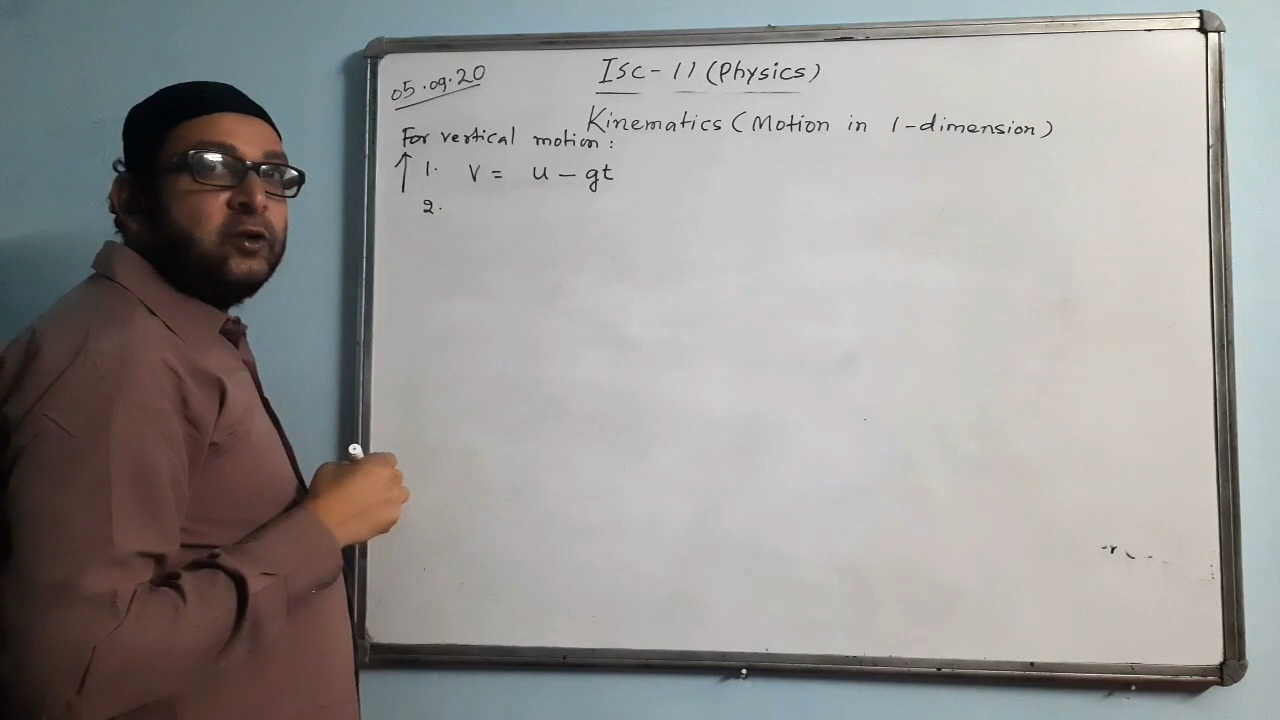 05.09.20
ISC-11 (Physics)
Kinematics (Motion in 1-dimension)
For vertical motion:
↑ 1. v = u - gt
2.